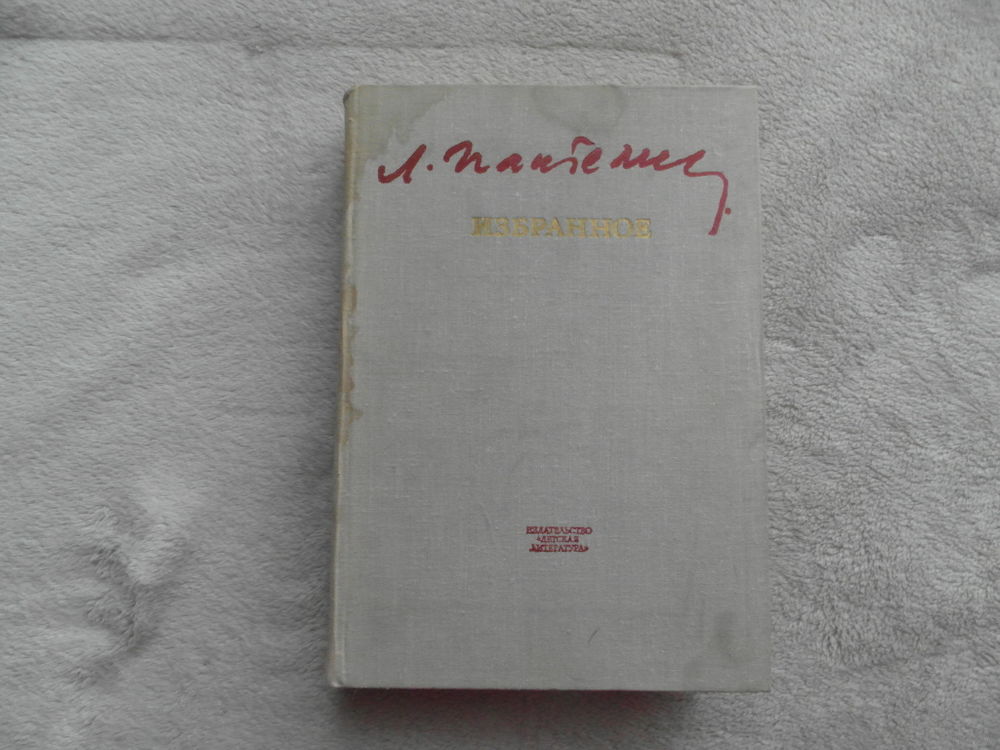 Л. Пантелеев
ИЗБРАННОЕ
ИЗДАТЕЛЬСТВО
«ДЕТСКАЯ
ЛИТЕРАТУРА»